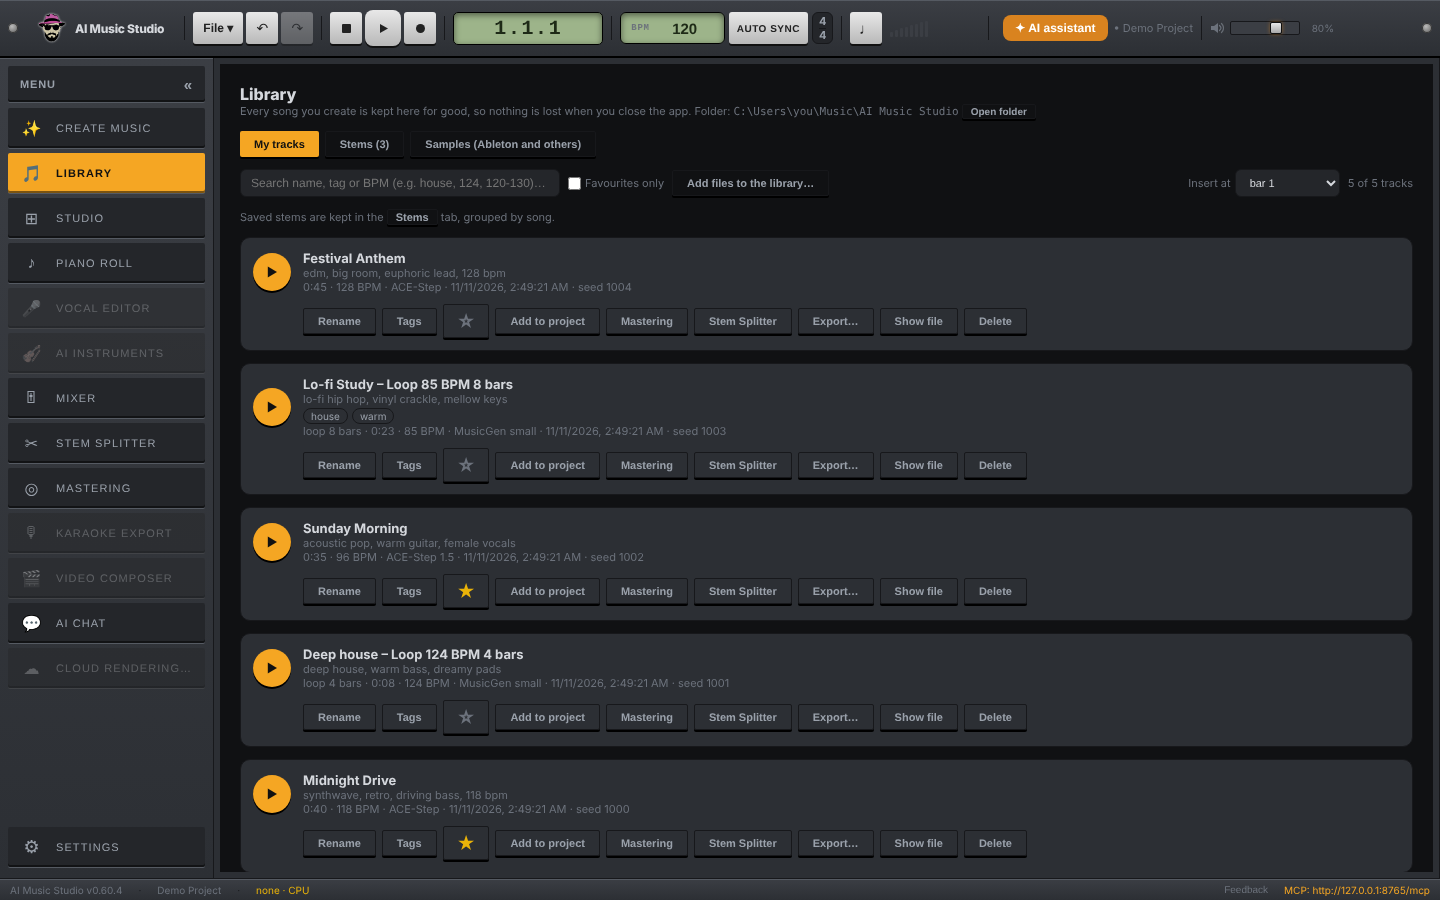 AI Music Studio
File ▾
1.1.1
BPM 120
AUTO SYNC
4
4
✦ AI assistant
• Demo Project
80%
MENU «
CREATE MUSIC
LIBRARY
STUDIO
PIANO ROLL
VOCAL EDITOR
AI INSTRUMENTS
MIXER
STEM SPLITTER
MASTERING
KARAOKE EXPORT
VIDEO COMPOSER
AI CHAT
CLOUD RENDERING...
SETTINGS
Library
Every song you create is kept here for good, so nothing is lost when you close the app. Folder: C:\Users\you\Music\AI Music Studio Open folder
My tracks Stems (3) Samples (Ableton and others)
Search name, tag or BPM (e.g. house, 124, 120-130)... Favourites only Add files to the library... Insert at bar 1 5 of 5 tracks
Saved stems are kept in the Stems tab, grouped by song.
Festival Anthem
edm, big room, euphoric lead, 128 bpm
0:45 · 128 BPM · ACE-Step · 11/11/2026, 2:49:21 AM · seed 1004
Rename Tags ☆ Add to project Mastering Stem Splitter Export... Show file Delete
Lo-fi Study – Loop 85 BPM 8 bars
lo-fi hip hop, vinyl crackle, mellow keys
house warm
loop 8 bars · 0:23 · 85 BPM · MusicGen small · 11/11/2026, 2:49:21 AM · seed 1003
Rename Tags ☆ Add to project Mastering Stem Splitter Export... Show file Delete
Sunday Morning
acoustic pop, warm guitar, female vocals
0:35 · 96 BPM · ACE-Step 1.5 · 11/11/2026, 2:49:21 AM · seed 1002
Rename Tags ★ Add to project Mastering Stem Splitter Export... Show file Delete
Deep house – Loop 124 BPM 4 bars
deep house, warm bass, dreamy pads
loop 4 bars · 0:08 · 124 BPM · MusicGen small · 11/11/2026, 2:49:21 AM · seed 1001
Rename Tags ☆ Add to project Mastering Stem Splitter Export... Show file Delete
Midnight Drive
synthwave, retro, driving bass, 118 bpm
0:40 · 118 BPM · ACE-Step · 11/11/2026, 2:49:21 AM · seed 1000
Rename Tags ★ Add to project Mastering Stem Splitter Export... Show file Delete
AI Music Studio v0.60.4 · Demo Project · none · CPU
Feedback MCP: http://127.0.0.1:8765/mcp